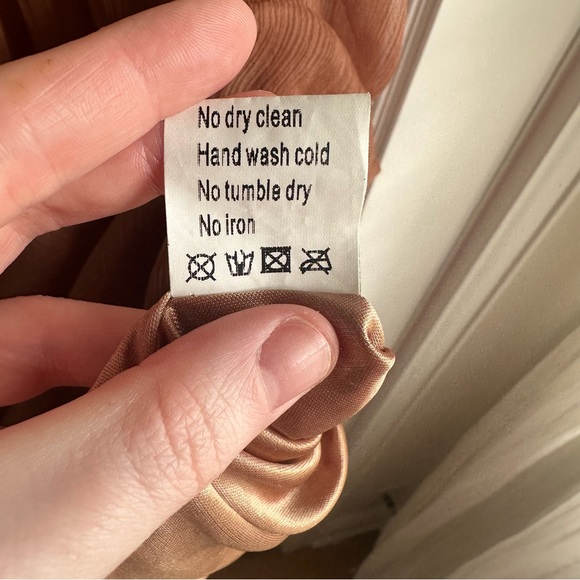 No dry clean
Hand wash cold
No tumble dry
No iron